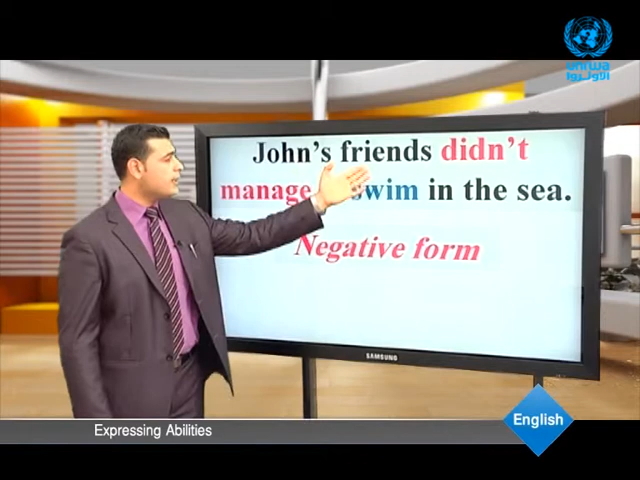 unrwa
الأونروا
John's friends didn't
manage swim in the sea.
Negative form
SAMSUNG
English
Expressing Abilities